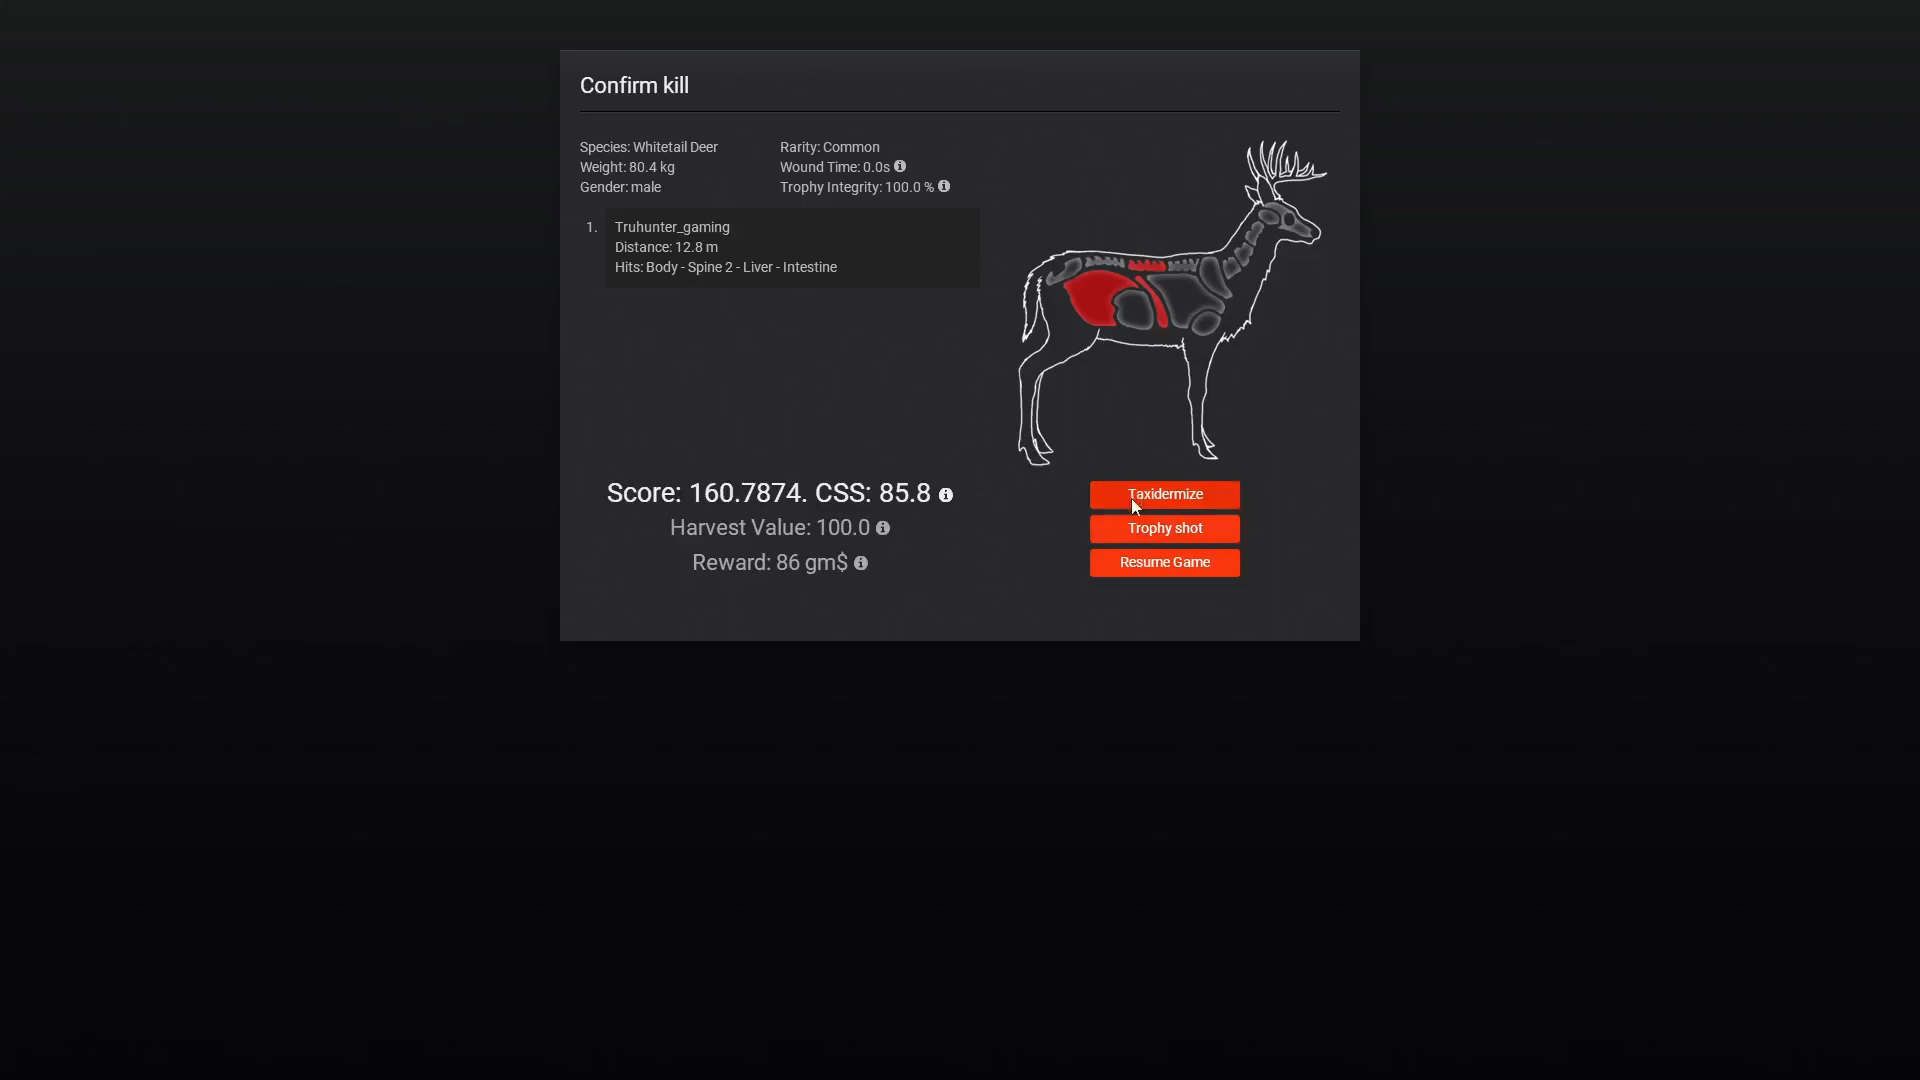 Confirm kill
Species: Whitetail Deer
Weight: 80.4 kg
Gender: male
Rarity: Common
Wound Time: 0.0s
Trophy Integrity: 100.0 %
1.
Truhunter_gaming
Distance: 12.8 m
Hits: Body - Spine 2 - Liver - Intestine
Score: 160.7874. CSS: 85.8
Harvest Value: 100.0
Reward: 86 gm$
Taxidermize
Trophy shot
Resume Game